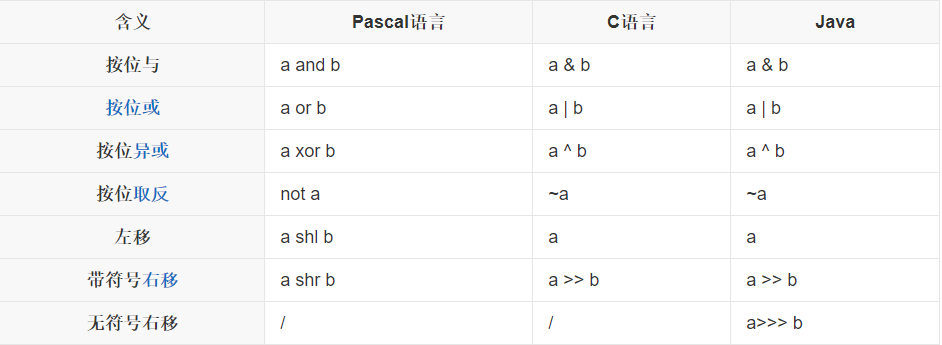 含义 Pascal语言 C语言 Java
按位与 a and b a & b a & b
按位或 a or b a | b a | b
按位异或 a xor b a ^ b a ^ b
按位取反 not a ~a ~a
左移 a shl b a a
带符号右移 a shr b a >> b a >> b
无符号右移 / / a>>> b